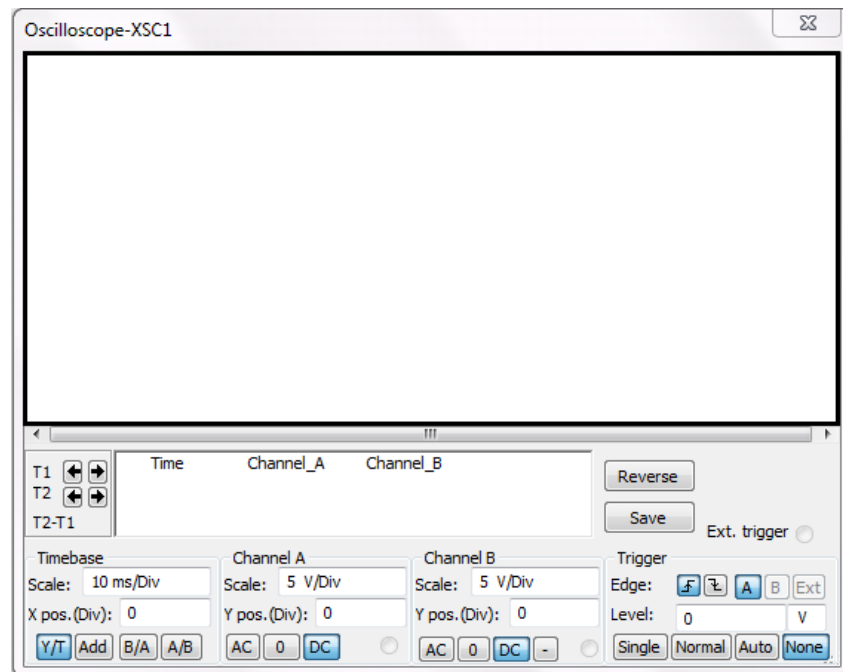 Oscilloscope-XSC1
Time Channel_A Channel_B
T1
T2
T2-T1
Reverse
Save
Ext. trigger
Timebase Channel A Channel B Trigger
Scale: 10 ms/Div Scale: 5 V/Div Scale: 5 V/Div Edge: A B Ext
X pos.(Div): 0 Y pos.(Div): 0 Y pos.(Div): 0 Level: 0 V
Y/T Add B/A A/B AC 0 DC AC 0 DC - Single Normal Auto None